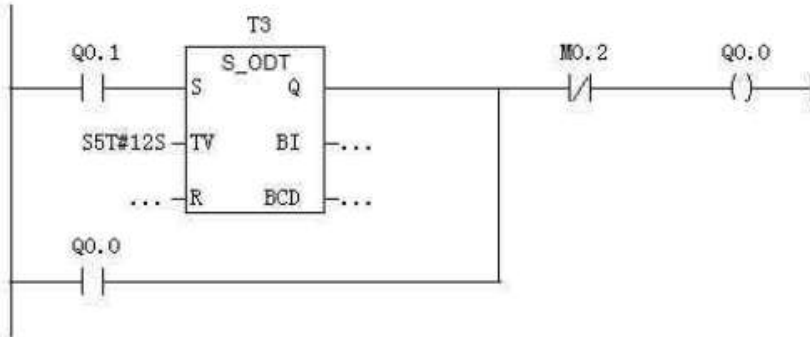 T3
Q0.1
S_ODT
M0.2
Q0.0
S Q
S5T#12S TV BI ...
... R BCD ...
Q0.0